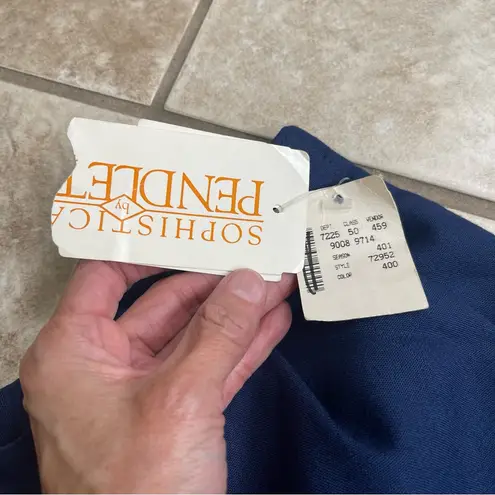 SOPHISTICA
by
PENDLET
DEPT CLASS VENDOR
7225 50 459
9008 9714
SEASON 401
STYLE 72952
COLOR 400